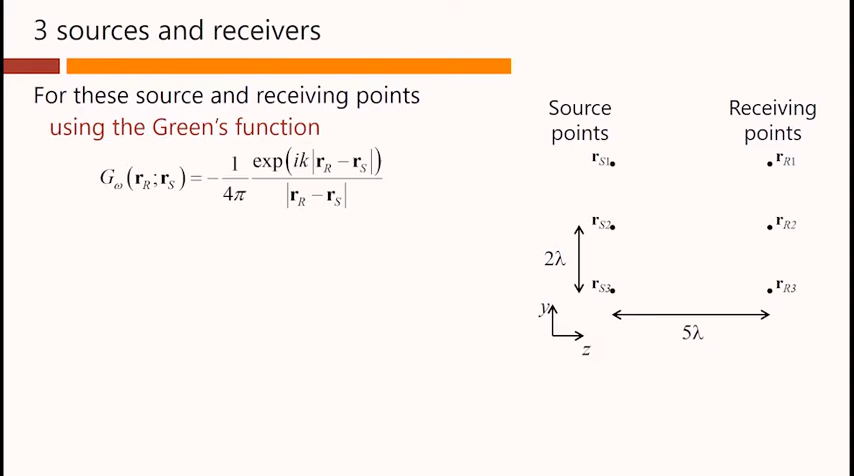 3 sources and receivers
For these source and receiving points
using the Green's function
G_ω(r_R; r_S) = − 1/4π exp(ik|r_R − r_S|)/|r_R − r_S|
Source points
Receiving points
r_S1
r_R1
r_S2
r_R2
2λ
r_S3
r_R3
y
5λ
z